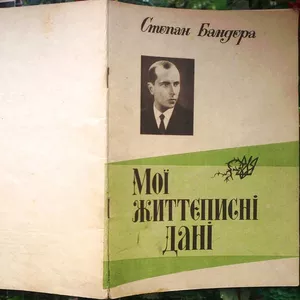 Степан Бандера
Мої
життєписні
дані